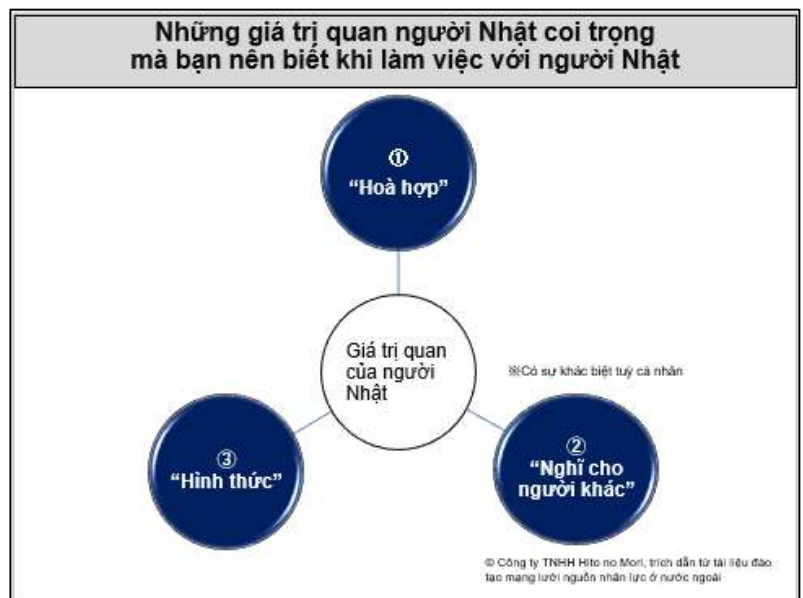 Những giá trị quan người Nhật coi trọng
mà bạn nên biết khi làm việc với người Nhật
①
“Hoà hợp”
Giá trị quan
của người
Nhật
※Có sự khác biệt tuỳ cá nhân
②
“Nghĩ cho
người khác”
③
“Hình thức”
© Công ty TNHH Hito no Mori, trích dẫn từ tài liệu đào
tạo mạng lưới nguồn nhân lực ở nước ngoài